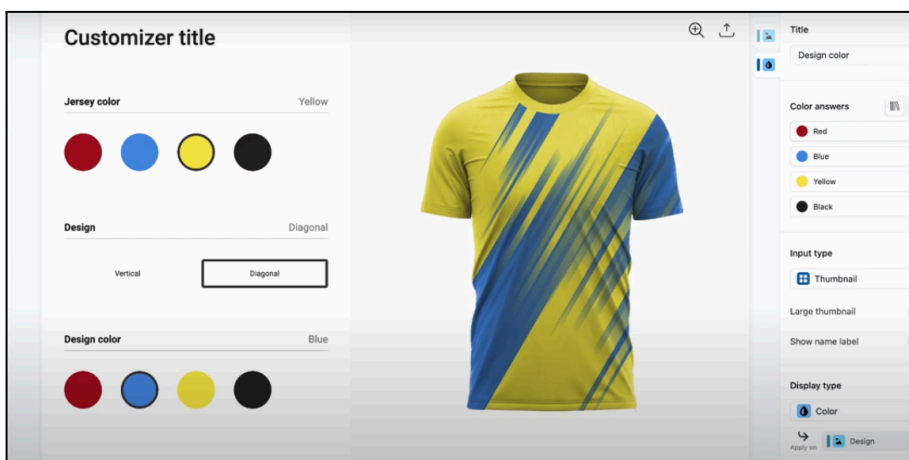 Customizer title
Jersey color Yellow
Design Diagonal
Vertical Diagonal
Design color Blue
Title
Design color
Color answers
Red
Blue
Yellow
Black
Input type
Thumbnail
Large thumbnail
Show name label
Display type
Color
Apply on Design